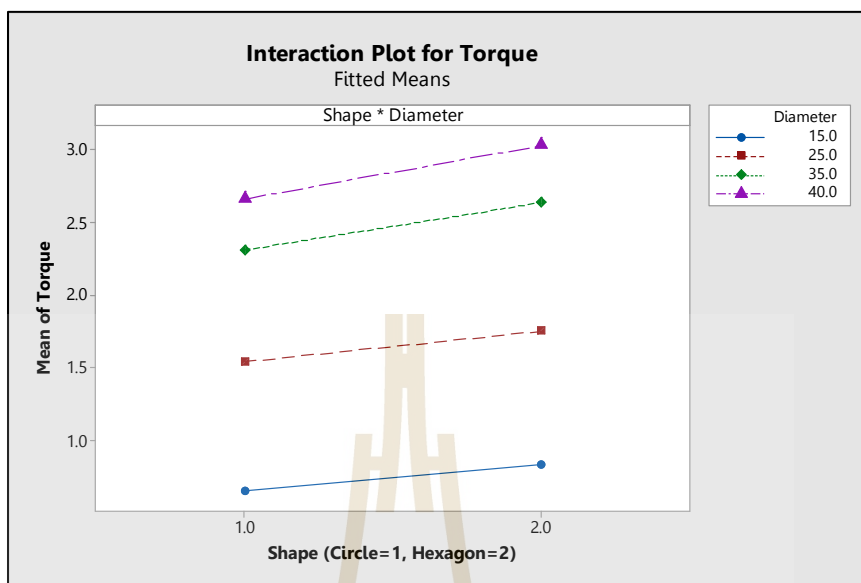 Interaction Plot for Torque
Fitted Means
Shape * Diameter
Diameter
15.0
25.0
35.0
40.0
3.0
2.5
2.0
1.5
1.0
Mean of Torque
1.0 2.0
Shape (Circle=1, Hexagon=2)